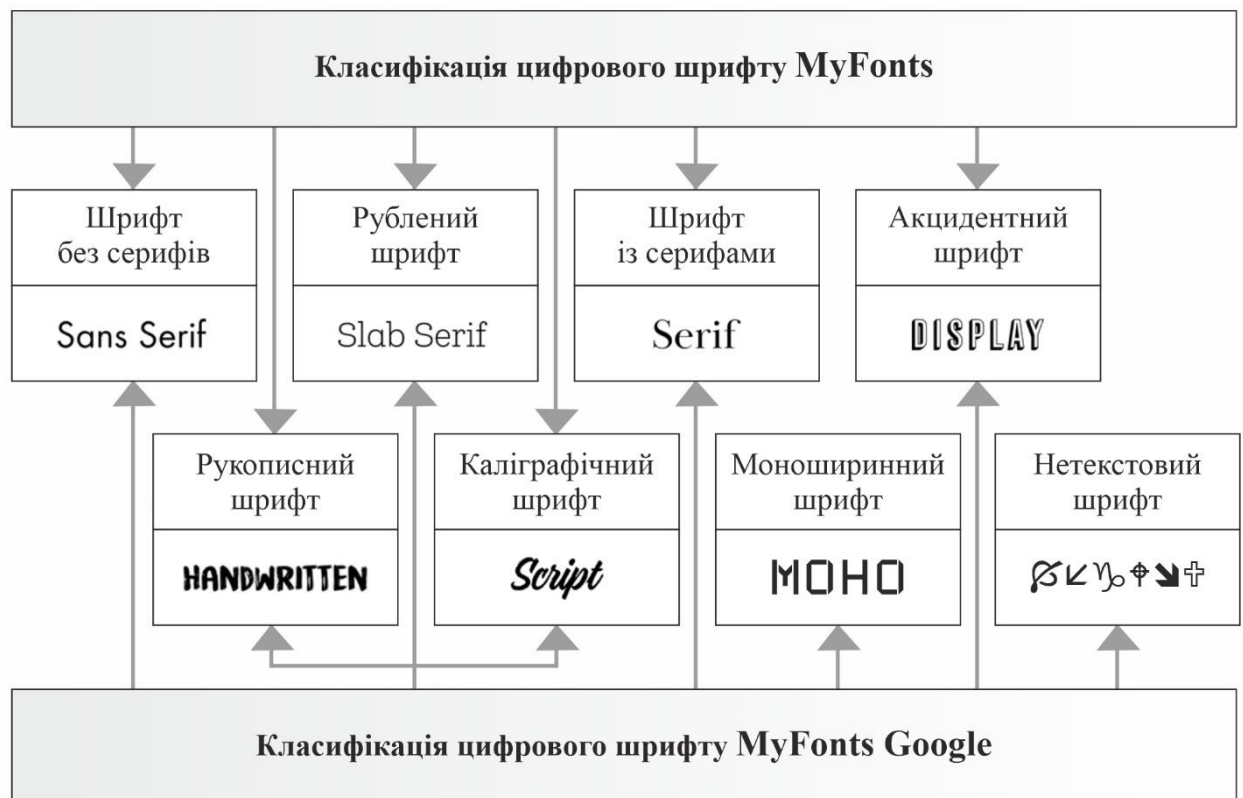 Класифікація цифрового шрифту MyFonts
Шрифт
без серифів
Sans Serif
Рублений
шрифт
Slab Serif
Шрифт
із серифами
Serif
Акцидентний
шрифт
DISPLAY
Рукописний
шрифт
HANDWRITTEN
Каліграфічний
шрифт
Script
Моноширинний
шрифт
МОНО
Нетекстовий
шрифт
Класифікація цифрового шрифту MyFonts Google